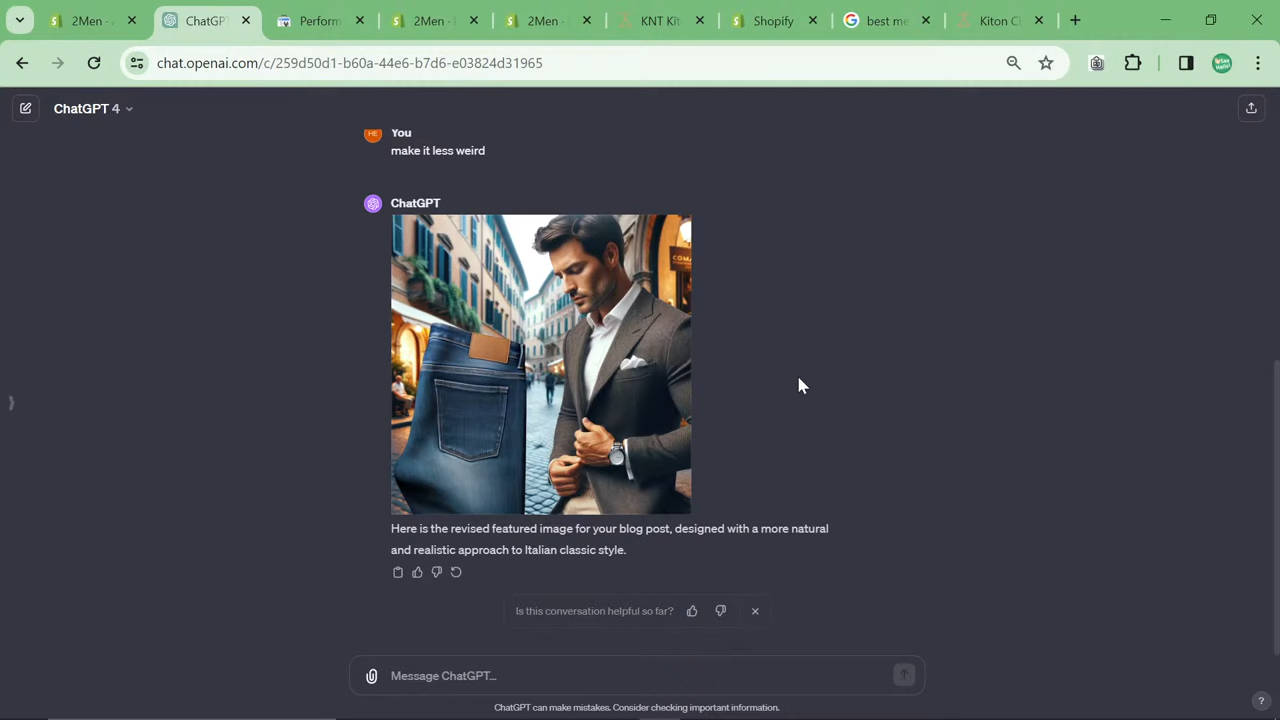 2Men -
ChatGPT
Perform
2Men -
2Men -
KNT Kit
Shopify
best me
Kiton Cl
chat.openai.com/c/259d50d1-b60a-44e6-b7d6-e03824d31965
ChatGPT 4
HE
You
make it less weird
ChatGPT
Here is the revised featured image for your blog post, designed with a more natural
and realistic approach to Italian classic style.
Is this conversation helpful so far?
Message ChatGPT...
ChatGPT can make mistakes. Consider checking important information.
?